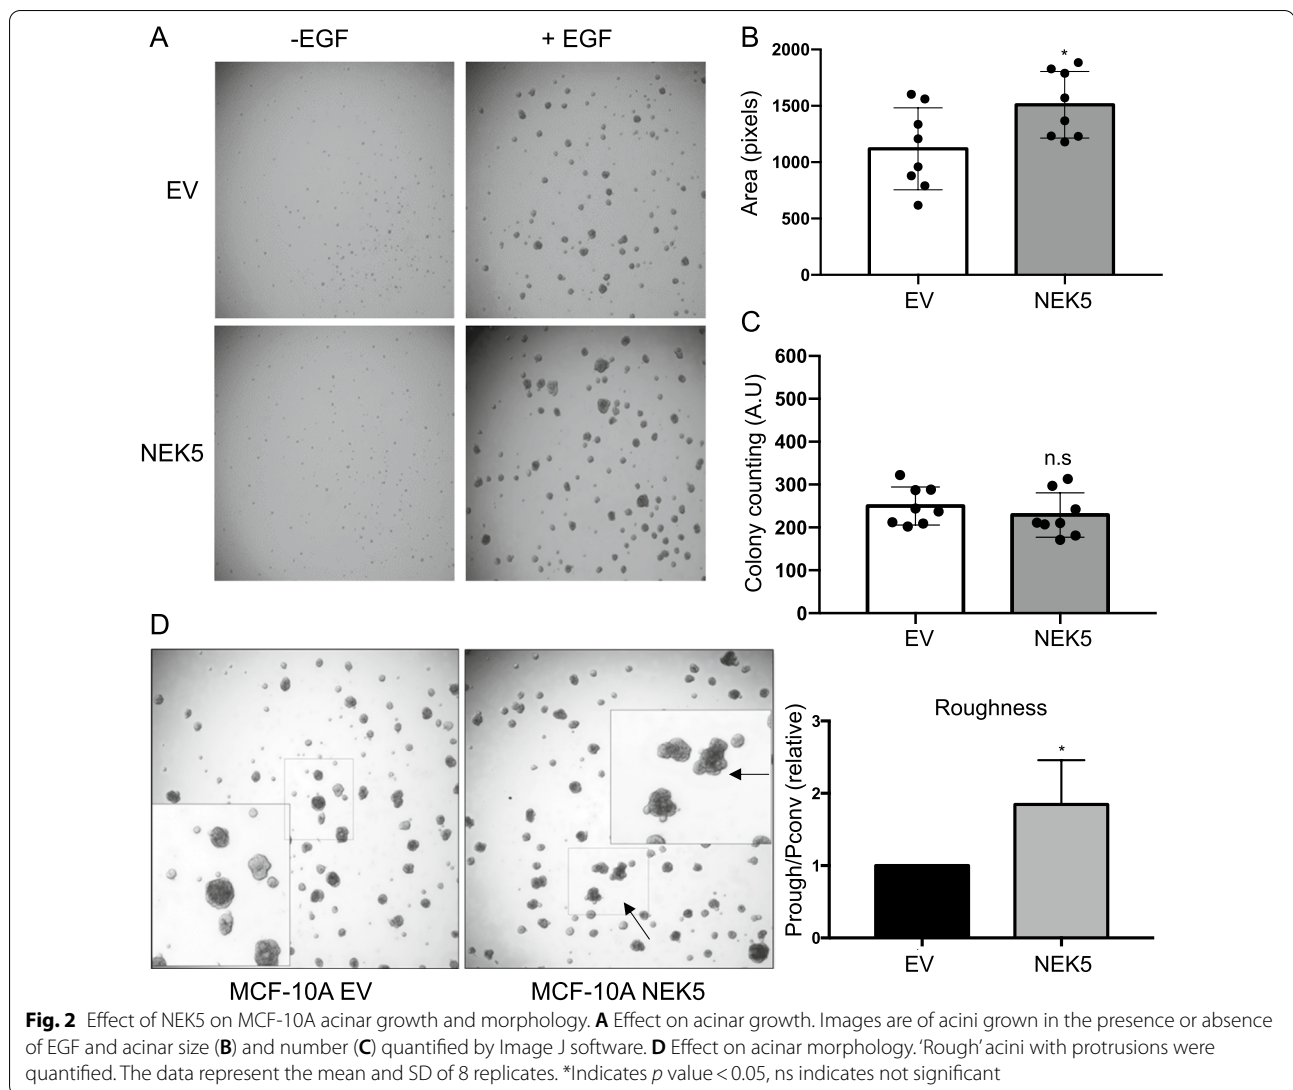 A
-EGF
+ EGF
EV
NEK5
B
2000
1500
1000
500
0
Area (pixels)
*
EV
NEK5
C
600
500
400
300
200
100
0
Colony counting (A.U)
n.s
EV
NEK5
D
MCF-10A EV
MCF-10A NEK5
Roughness
3
2
1
0
Prough/Pconv (relative)
*
EV
NEK5
Fig. 2 Effect of NEK5 on MCF-10A acinar growth and morphology. A Effect on acinar growth. Images are of acini grown in the presence or absence
of EGF and acinar size (B) and number (C) quantified by Image J software. D Effect on acinar morphology. ‘Rough’ acini with protrusions were
quantified. The data represent the mean and SD of 8 replicates. *Indicates p value < 0.05, ns indicates not significant